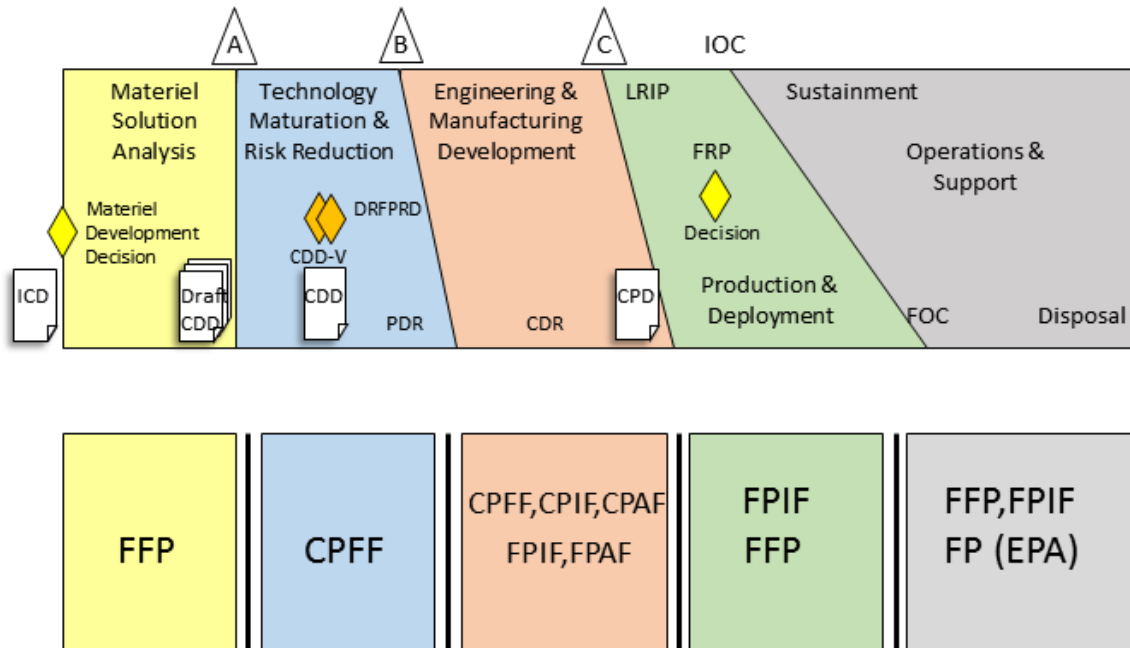 A
B
C
IOC
Materiel
Solution
Analysis
Technology
Maturation &
Risk Reduction
Engineering &
Manufacturing
Development
LRIP
Sustainment
FRP
Operations &
Support
Materiel
Development
Decision
DRFPRD
CDD-V
Decision
ICD
Draft
CDD
CDD
PDR
CDR
CPD
Production &
Deployment
FOC
Disposal
FFP
CPFF
CPFF,CPIF,CPAF
FPIF,FPAF
FPIF
FFP
FFP,FPIF
FP (EPA)